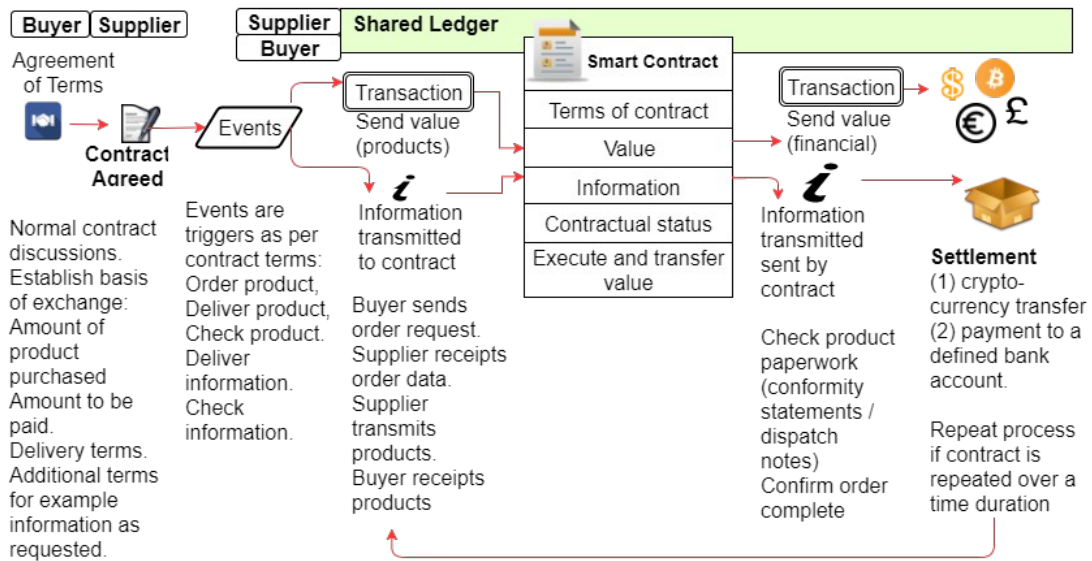 Buyer
Supplier
Agreement
of Terms
Contract
Agreed
Normal contract
discussions.
Establish basis
of exchange:
Amount of
product
purchased
Amount to be
paid.
Delivery terms.
Additional terms
for example
information as
requested.
Supplier
Buyer
Shared Ledger
Events
Events are
triggers as per
contract terms:
Order product,
Deliver product,
Check product.
Deliver
information.
Check
information.
Transaction
Send value
(products)
i
Information
transmitted
to contract
Buyer sends
order request.
Supplier receipts
order data.
Supplier
transmits
products.
Buyer receipts
products
Smart Contract
Terms of contract
Value
Information
Contractual status
Execute and transfer
value
Transaction
Send value
(financial)
i
Information
transmitted
sent by
contract
Check product
paperwork
(conformity
statements /
dispatch
notes)
Confirm order
complete
$
₿
€
£
Settlement
(1) crypto-
currency transfer
(2) payment to a
defined bank
account.
Repeat process
if contract is
repeated over a
time duration